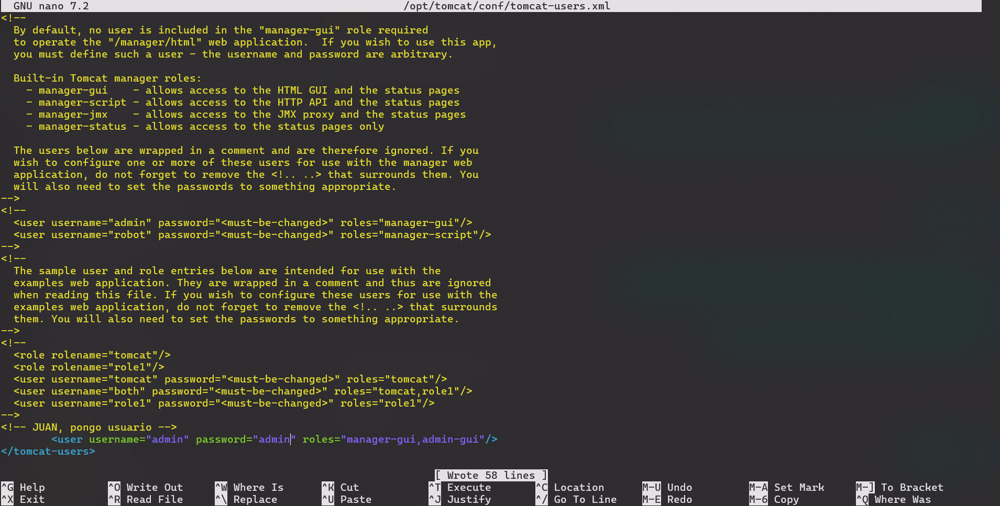 GNU nano 7.2 /opt/tomcat/conf/tomcat-users.xml
<!--
  By default, no user is included in the "manager-gui" role required
  to operate the "/manager/html" web application.  If you wish to use this app,
  you must define such a user - the username and password are arbitrary.

  Built-in Tomcat manager roles:
    - manager-gui    - allows access to the HTML GUI and the status pages
    - manager-script - allows access to the HTTP API and the status pages
    - manager-jmx    - allows access to the JMX proxy and the status pages
    - manager-status - allows access to the status pages only

  The users below are wrapped in a comment and are therefore ignored. If you
  wish to configure one or more of these users for use with the manager web
  application, do not forget to remove the <!.. ..> that surrounds them. You
  will also need to set the passwords to something appropriate.
-->
<!--
  <user username="admin" password="<must-be-changed>" roles="manager-gui"/>
  <user username="robot" password="<must-be-changed>" roles="manager-script"/>
-->
<!--
  The sample user and role entries below are intended for use with the
  examples web application. They are wrapped in a comment and thus are ignored
  when reading this file. If you wish to configure these users for use with the
  examples web application, do not forget to remove the <!.. ..> that surrounds
  them. You will also need to set the passwords to something appropriate.
-->
<!--
  <role rolename="tomcat"/>
  <role rolename="role1"/>
  <user username="tomcat" password="<must-be-changed>" roles="tomcat"/>
  <user username="both" password="<must-be-changed>" roles="tomcat,role1"/>
  <user username="role1" password="<must-be-changed>" roles="role1"/>
-->
<!-- JUAN, pongo usuario -->
        <user username="admin" password="admin" roles="manager-gui,admin-gui"/>
</tomcat-users>

[ Wrote 58 lines ]
^G Help ^O Write Out ^W Where Is ^K Cut ^T Execute ^C Location M-U Undo M-A Set Mark M-] To Bracket
^X Exit ^R Read File ^\ Replace ^U Paste ^J Justify ^/ Go To Line M-E Redo M-6 Copy ^Q Where Was